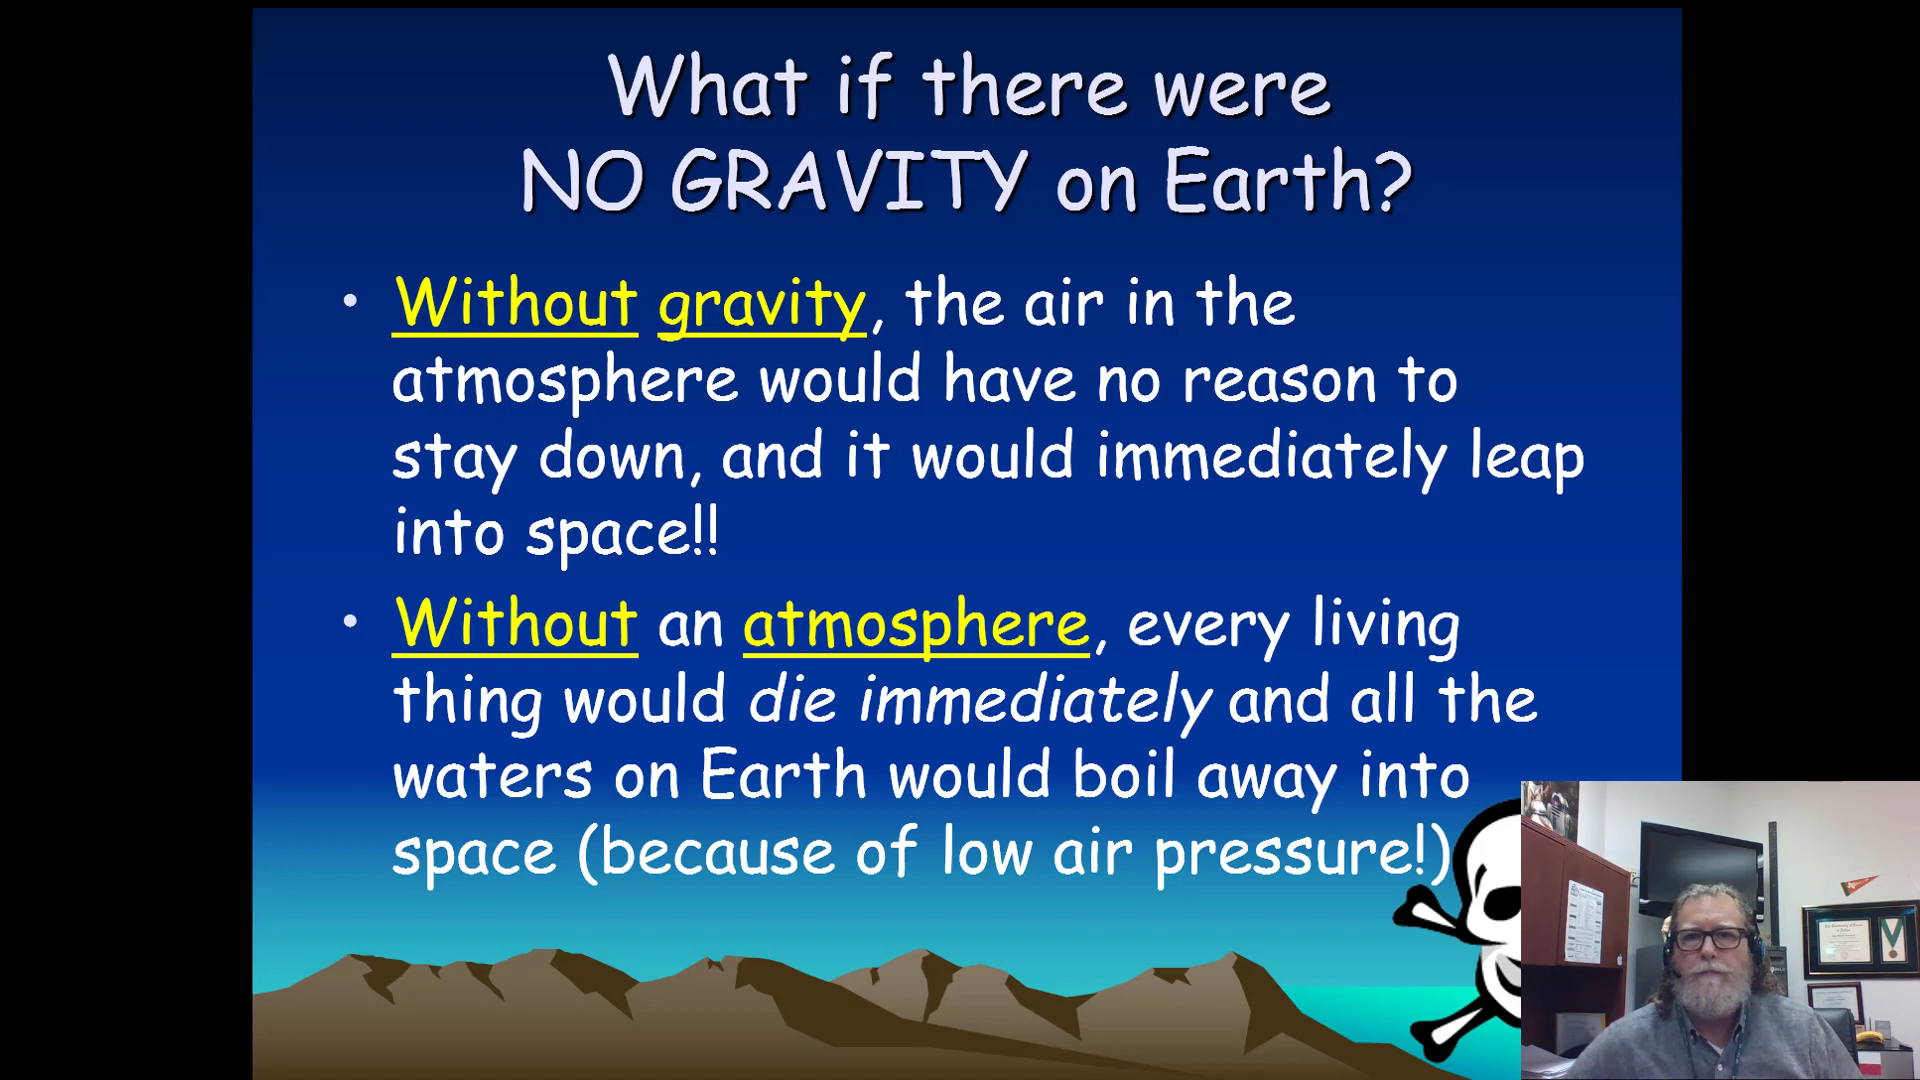 What if there were
NO GRAVITY on Earth?
• Without gravity, the air in the
atmosphere would have no reason to
stay down, and it would immediately leap
into space!!
• Without an atmosphere, every living
thing would die immediately and all the
waters on Earth would boil away into
space (because of low air pressure!)